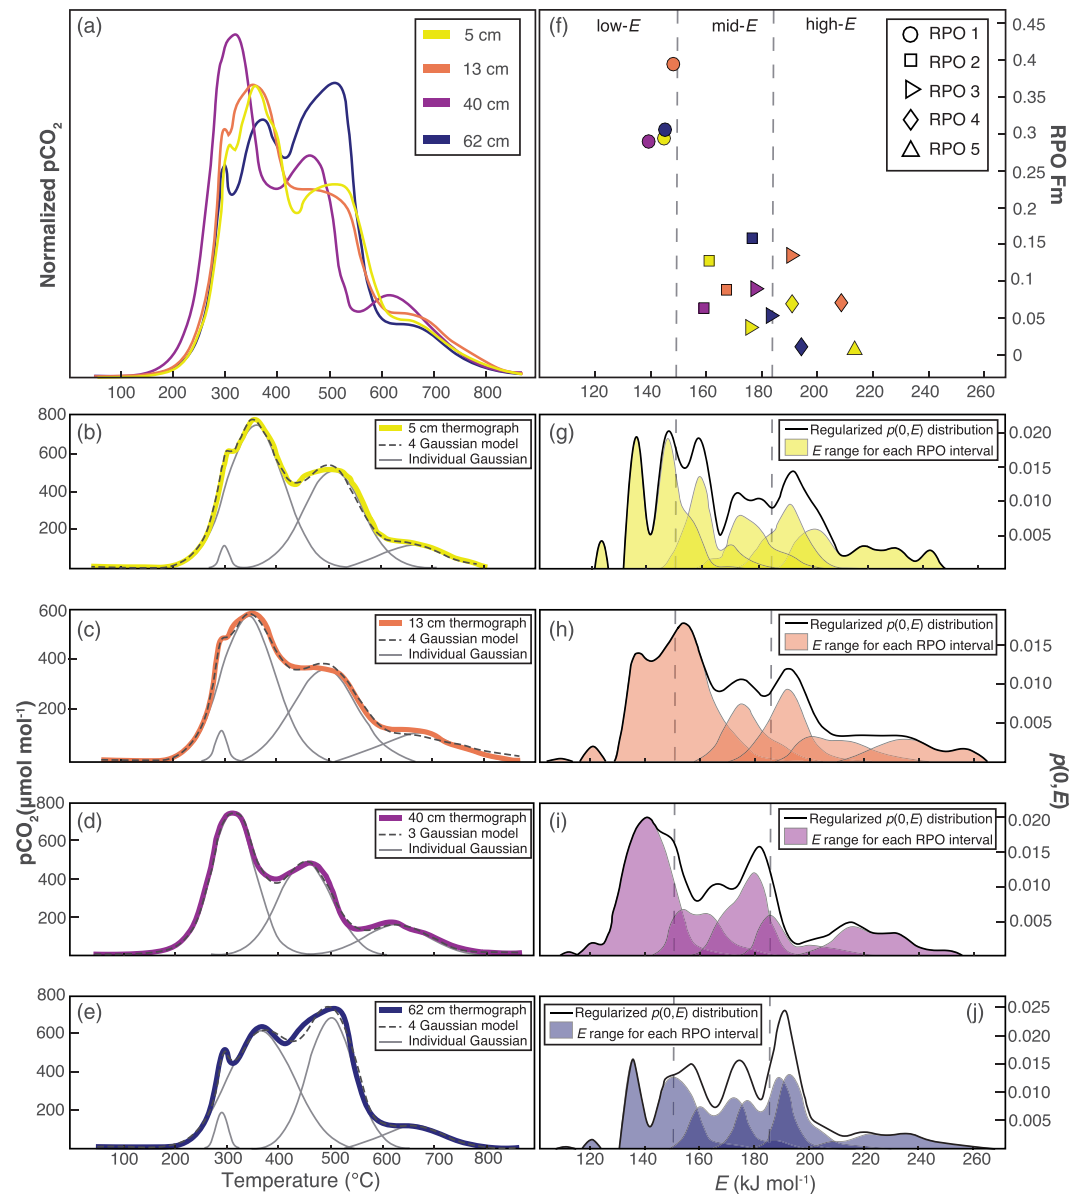 (a)
5 cm
13 cm
40 cm
62 cm
Normalized pCO2
100 200 300 400 500 600 700 800
(f)
low-E mid-E high-E
RPO 1
RPO 2
RPO 3
RPO 4
RPO 5
0.45
0.4
0.35
0.3
0.25
0.2
0.15
0.1
0.05
0
RPO Fm
120 140 160 180 200 220 240 260
(b)
5 cm thermograph
4 Gaussian model
Individual Gaussian
800
600
400
200
(g)
Regularized p(0,E) distribution
E range for each RPO interval
0.020
0.015
0.010
0.005
(c)
13 cm thermograph
4 Gaussian model
Individual Gaussian
600
400
200
(h)
Regularized p(0,E) distribution
E range for each RPO interval
0.015
0.010
0.005
pCO2(µmol mol-1)
p(0,E)
(d)
40 cm thermograph
3 Gaussian model
Individual Gaussian
800
600
400
200
(i)
Regularized p(0,E) distribution
E range for each RPO interval
0.020
0.015
0.010
0.005
(e)
62 cm thermograph
4 Gaussian model
Individual Gaussian
800
600
400
200
100 200 300 400 500 600 700 800
Temperature (°C)
(j)
Regularized p(0,E) distribution
E range for each RPO interval
0.025
0.020
0.015
0.010
0.005
120 140 160 180 200 220 240 260
E (kJ mol-1)